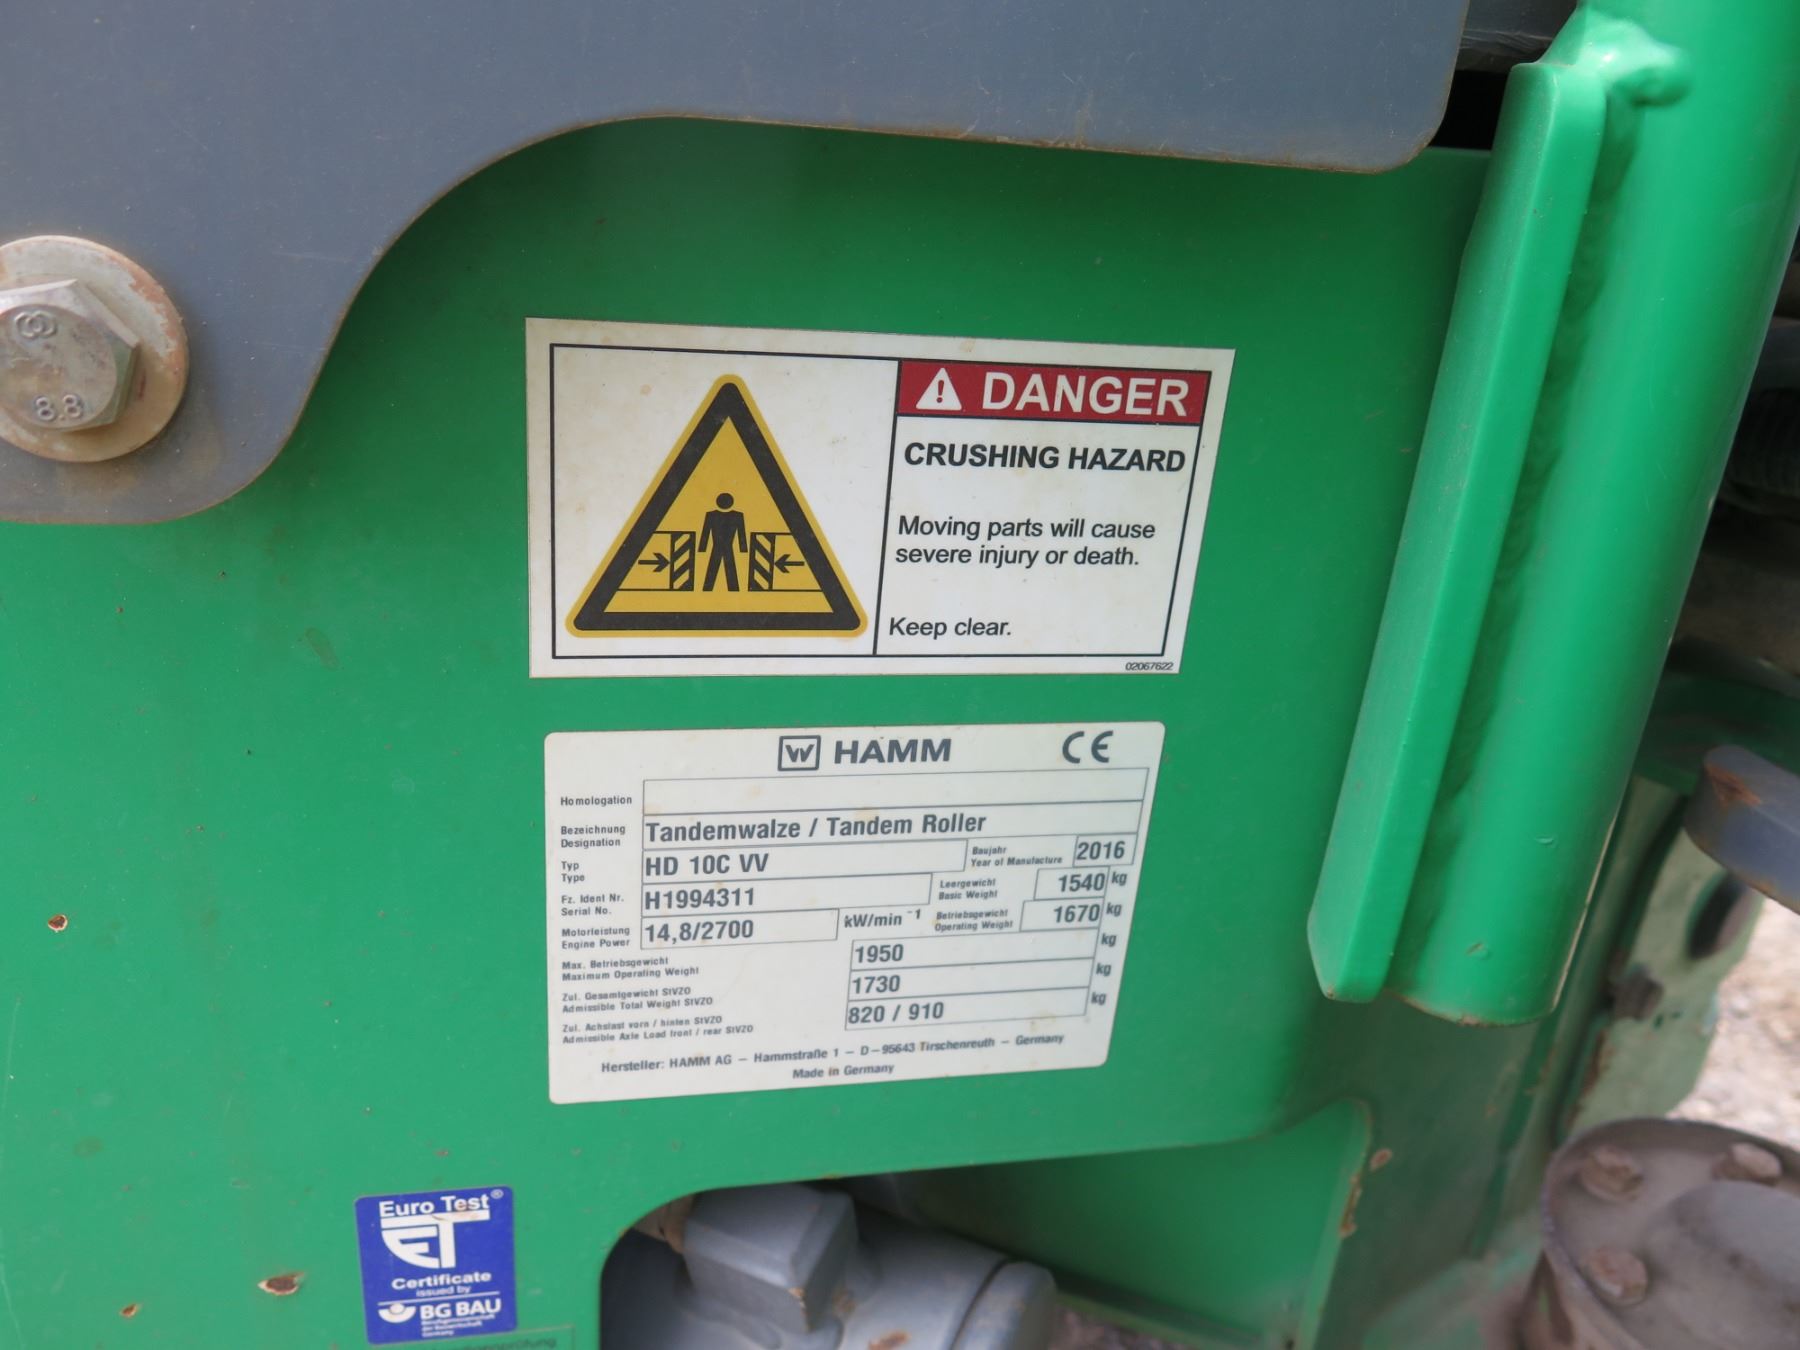 8.8
DANGER
CRUSHING HAZARD
Moving parts will cause
severe injury or death.
Keep clear.
02067622
HAMM CE
Homologation
Bezeichnung
Designation
Tandemwalze / Tandem Roller
Typ
Type
HD 10C VV
Baujahr
Year of Manufacture
2016
Fz. Ident Nr.
Serial No.
H1994311
Leergewicht
Basic Weight
1540 kg
Motorleistung
Engine Power
14,8/2700 kW/min -1
Betriebsgewicht
Operating Weight
1670 kg
Max. Betriebsgewicht
Maximum Operating Weight
1950 kg
Zul. Gesamtgewicht StVZO
Admissible Total Weight StVZO
1730 kg
Zul. Achslast vorn / hinten StVZO
Admissible Axle Load front / rear StVZO
820 / 910 kg
Hersteller: HAMM AG – Hammstraße 1 – D–95643 Tirschenreuth – Germany
Made in Germany
Euro Test®
ET
Certificate
issued by
BG BAU
Berufsgenossenschaft
der Bauwirtschaft
Germany